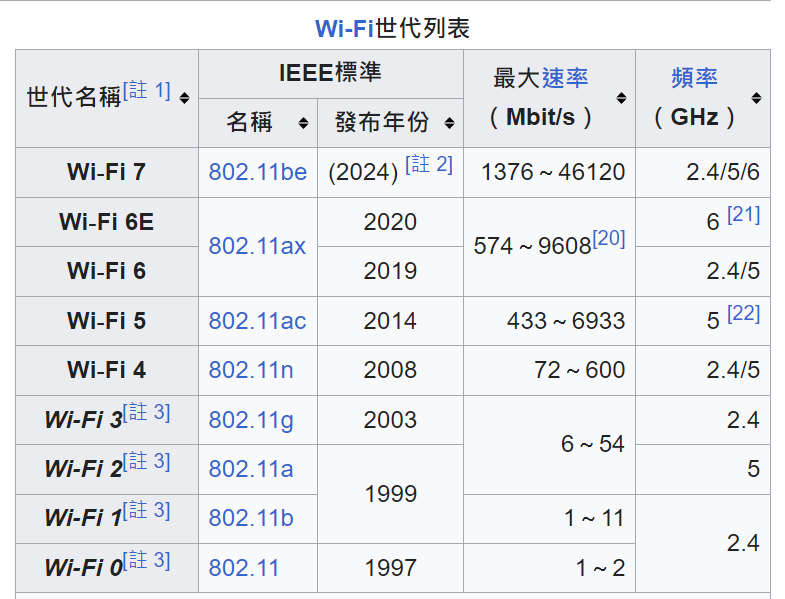 Wi-Fi世代列表
世代名稱[註 1] IEEE標準 最大速率（Mbit/s） 頻率（GHz）
名稱 發布年份
Wi-Fi 7 802.11be (2024) [註 2] 1376～46120 2.4/5/6
Wi-Fi 6E 802.11ax 2020 574～9608[20] 6 [21]
Wi-Fi 6 2019 2.4/5
Wi-Fi 5 802.11ac 2014 433～6933 5 [22]
Wi-Fi 4 802.11n 2008 72～600 2.4/5
Wi-Fi 3[註 3] 802.11g 2003 6～54 2.4
Wi-Fi 2[註 3] 802.11a 1999 5
Wi-Fi 1[註 3] 802.11b 1～11 2.4
Wi-Fi 0[註 3] 802.11 1997 1～2